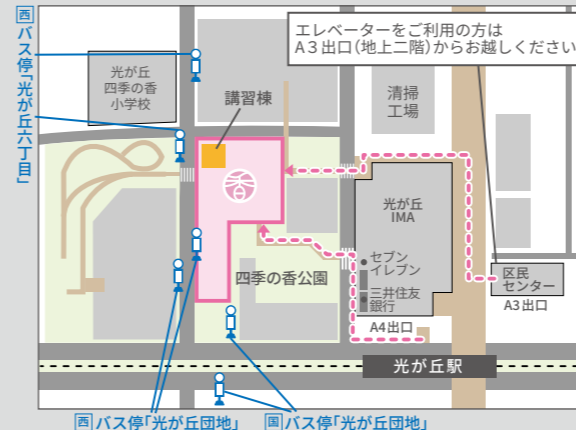 エレベーターをご利用の方は
A3出口(地上二階)からお越しください
西バス停「光が丘六丁目」
光が丘
四季の香
小学校
講習棟
清掃
工場
香
光が丘
IMA
セブン
イレブン
三井住友
銀行
四季の香公園
区民
センター
A3出口
A4出口
光が丘駅
西バス停「光が丘団地」
国バス停「光が丘団地」